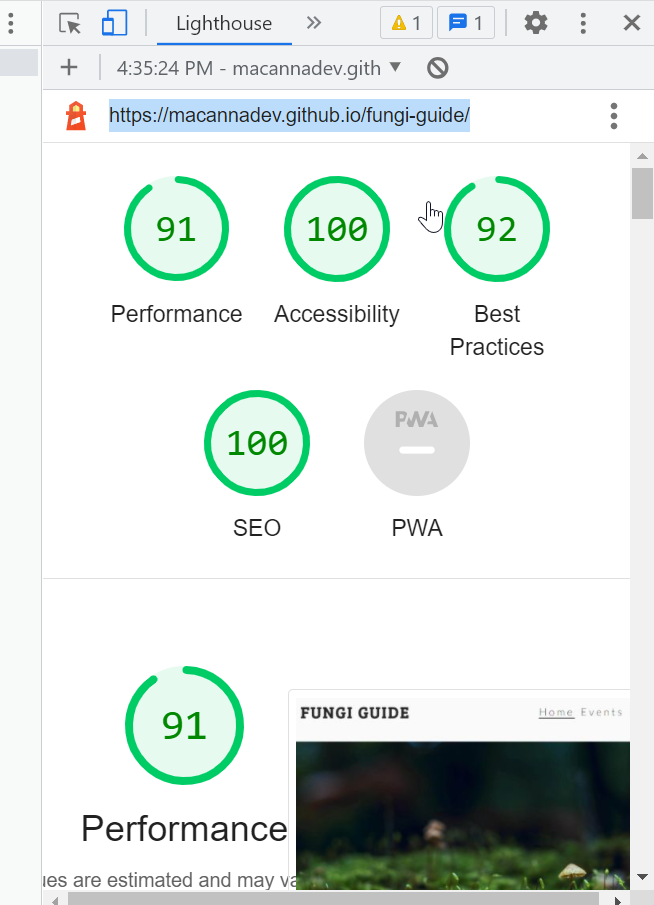 Lighthouse
1
1
4:35:24 PM - macannadev.gith
https://macannadev.github.io/fungi-guide/
91
100
92
Performance
Accessibility
Best
Practices
100
PWA
SEO
PWA
91
FUNGI GUIDE
Home Events
Performance
ues are estimated and may va